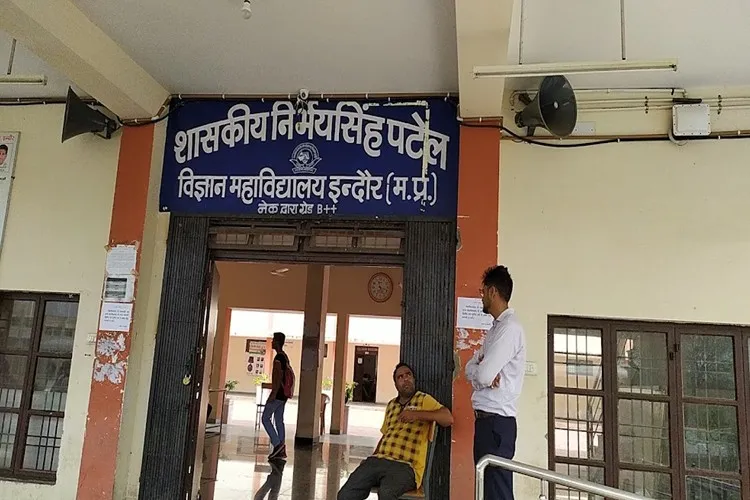 शासकीय निर्भयसिंह पटैल
विज्ञान महाविद्यालय इन्दौर (म.प्र.)
नेक द्वारा ग्रेड B++